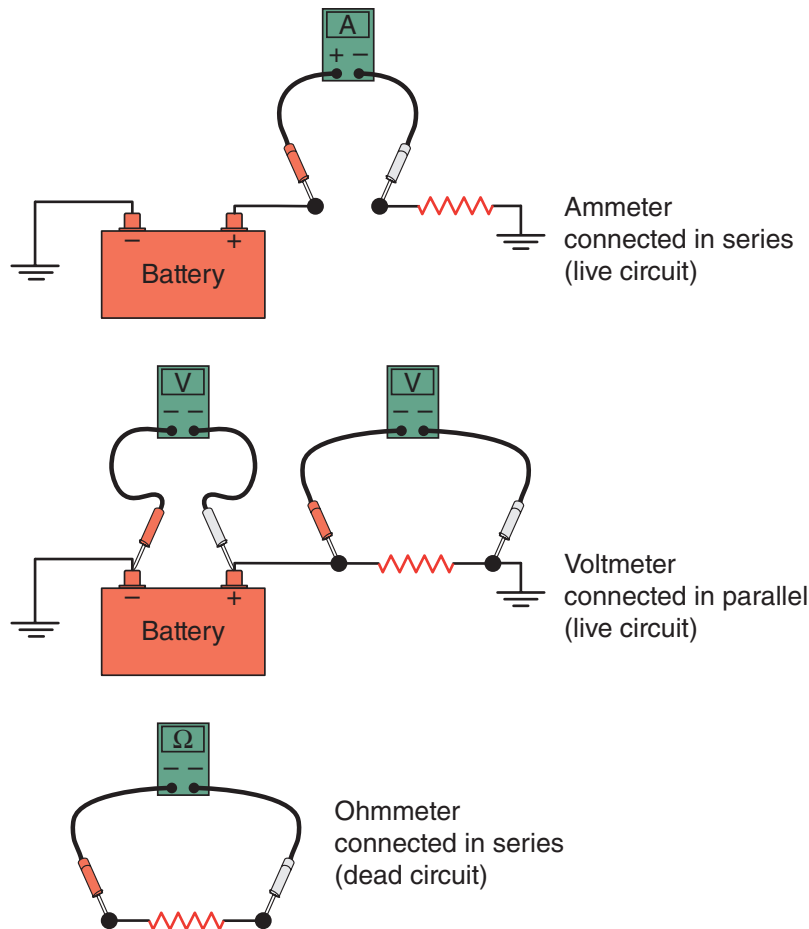 A
+ −
− +
Battery
Ammeter
connected in series
(live circuit)
V
− −
V
− −
− +
Battery
Voltmeter
connected in parallel
(live circuit)
Ω
− −
Ohmmeter
connected in series
(dead circuit)